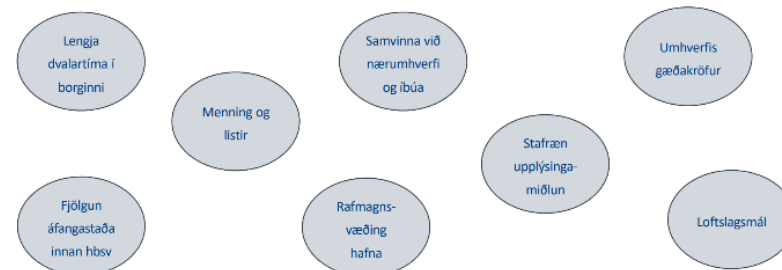 Lengja
dvalartíma í
borginni
Samvinna við
nærumhverfi
og íbúa
Umhverfis
gæðakröfur
Menning og
listir
Stafræn
upplýsinga-
miðlun
Fjölgun
áfangastaða
innan hbsv
Rafmagns-
væðing
hafna
Loftslagsmál